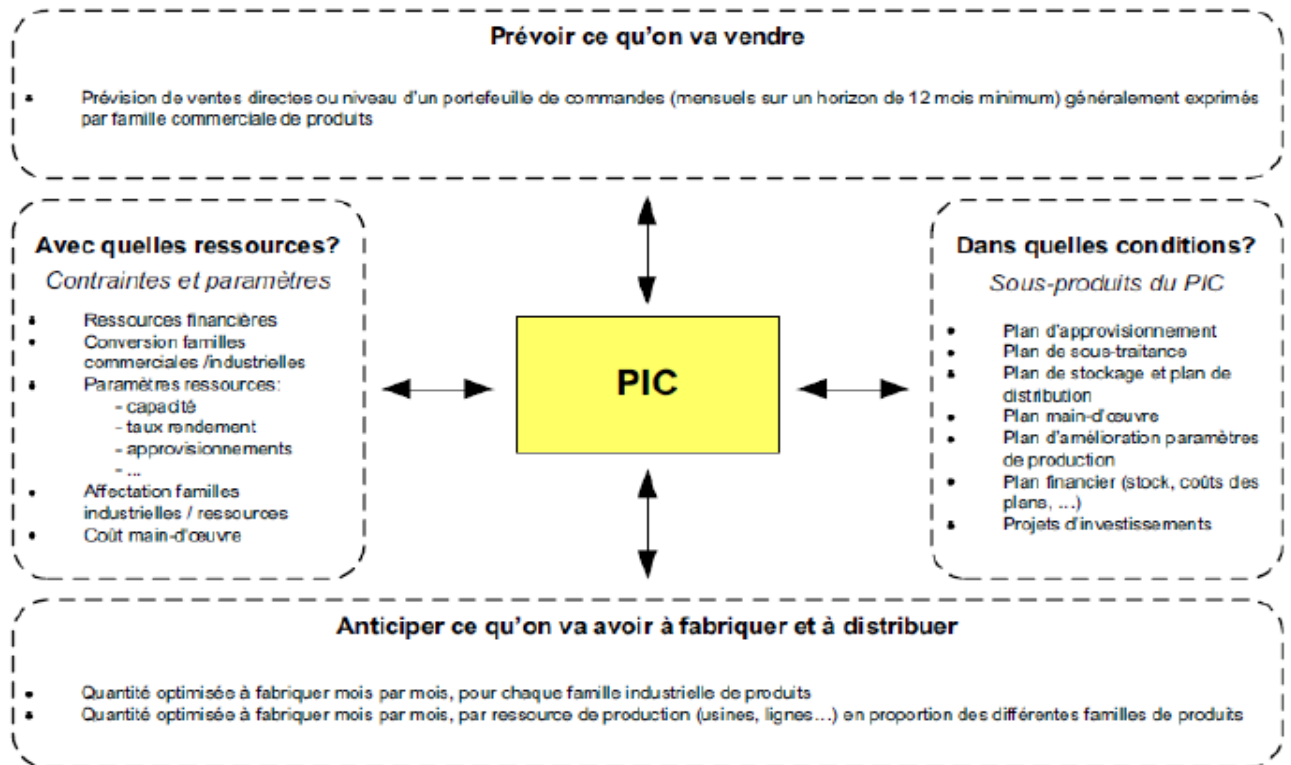 Prévoir ce qu'on va vendre
• Prévision de ventes directes ou niveau d'un portefeuille de commandes (mensuels sur un horizon de 12 mois minimum) généralement exprimés
par famille commerciale de produits
Avec quelles ressources?
Contraintes et paramètres
• Ressources financières
• Conversion familles
commerciales /industrielles
• Paramètres ressources:
- capacité
- taux rendement
- approvisionnements
- ...
• Affectation familles
industrielles / ressources
• Coût main-d'œuvre
PIC
Dans quelles conditions?
Sous-produits du PIC
• Plan d'approvisionnement
• Plan de sous-traitance
• Plan de stockage et plan de
distribution
• Plan main-d'œuvre
• Plan d'amélioration paramètres
de production
• Plan financier (stock, coûts des
plans, ...)
• Projets d'investissements
Anticiper ce qu'on va avoir à fabriquer et à distribuer
• Quantité optimisée à fabriquer mois par mois, pour chaque famille industrielle de produits
• Quantité optimisée à fabriquer mois par mois, par ressource de production (usines, lignes...) en proportion des différentes familles de produits